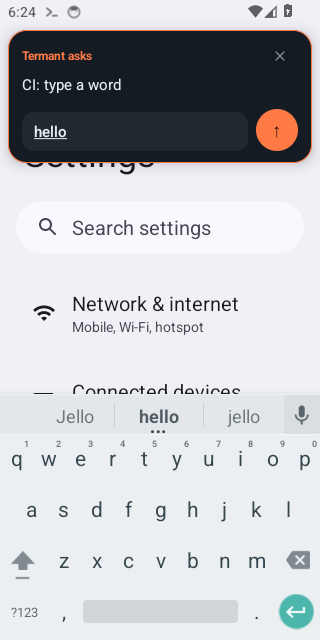 6:24
Termant asks
CI: type a word
hello
↑
Settings
Search settings
Network & internet
Mobile, Wi-Fi, hotspot
Connected devices
Jello hello jello
1 2 3 4 5 6 7 8 9 0
q w e r t y u i o p
a s d f g h j k l
z x c v b n m
?123 , .